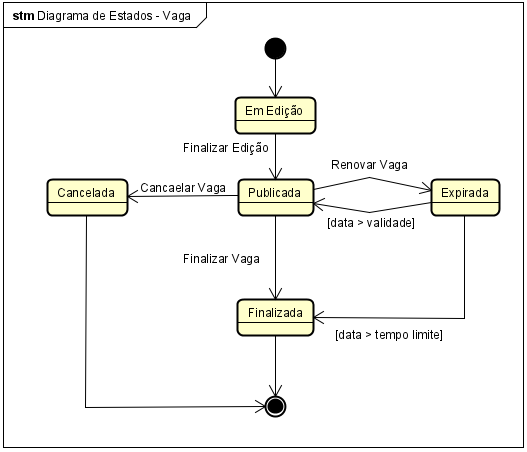 stm Diagrama de Estados - Vaga
Em Edição
Finalizar Edição
Renovar Vaga
Cancelada
Cancaelar Vaga
Publicada
Expirada
[data > validade]
Finalizar Vaga
Finalizada
[data > tempo limite]